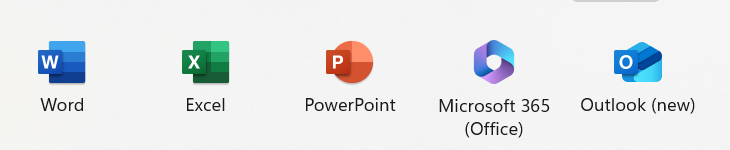 W
X
P
O
Word
Excel
PowerPoint
Microsoft 365
(Office)
Outlook (new)